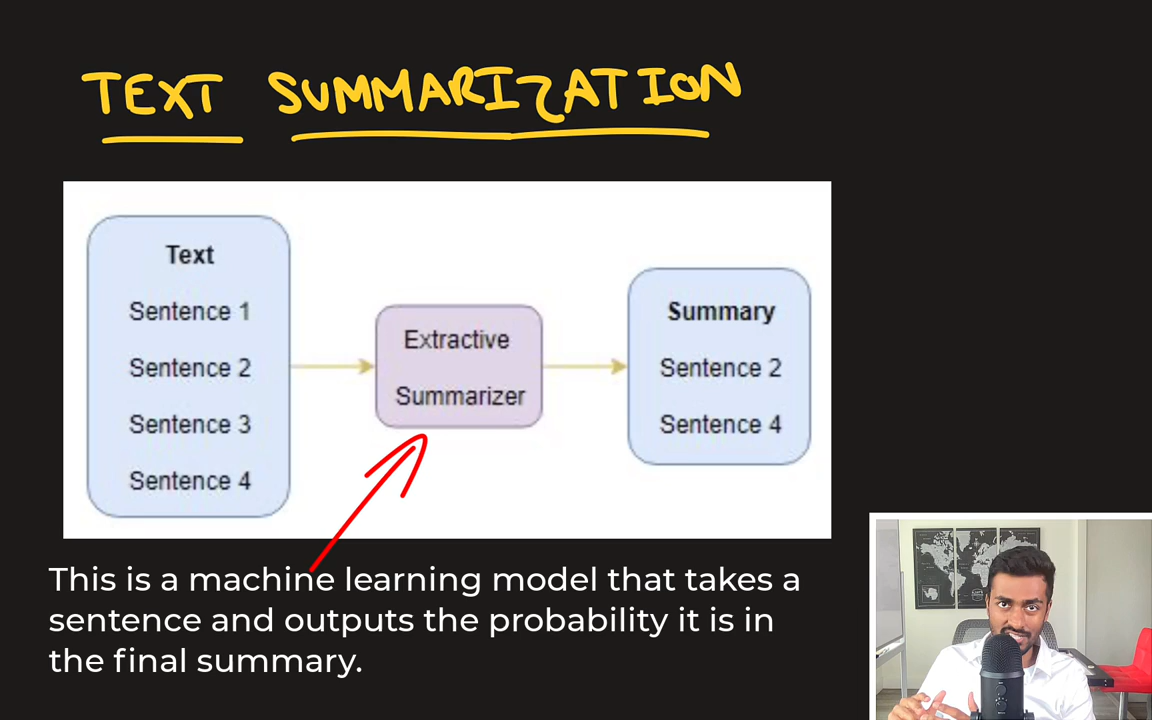 TEXT SUMMARIZATION
Text
Sentence 1
Sentence 2
Sentence 3
Sentence 4
Extractive
Summarizer
Summary
Sentence 2
Sentence 4
This is a machine learning model that takes a
sentence and outputs the probability it is in
the final summary.